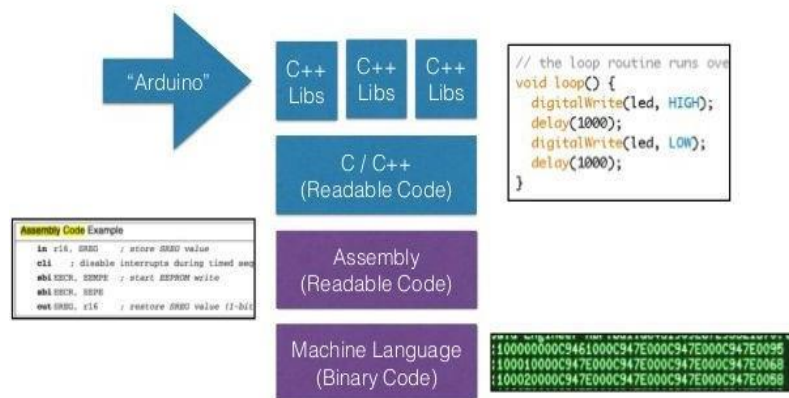 "Arduino"
C++
Libs
C++
Libs
C++
Libs
// the loop routine runs ove
void loop() {
digitalWrite(led, HIGH);
delay(1000);
digitalWrite(led, LOW);
delay(1000);
}
C / C++
(Readable Code)
Assembly Code Example
in r16, SREG ; store SREG value
cli ; disable interrupts during timed seq
sbi EECR, EEMPE ; start EEPROM write
sbi EECR, EEPE
out SREG, r16 ; restore SREG value (I-bit
Assembly
(Readable Code)
Machine Language
(Binary Code)
:100000000C9461000C947E000C947E000C947E0095
:100010000C947E000C947E000C947E000C947E0068
:100020000C947E000C947E000C947E000C947E0058